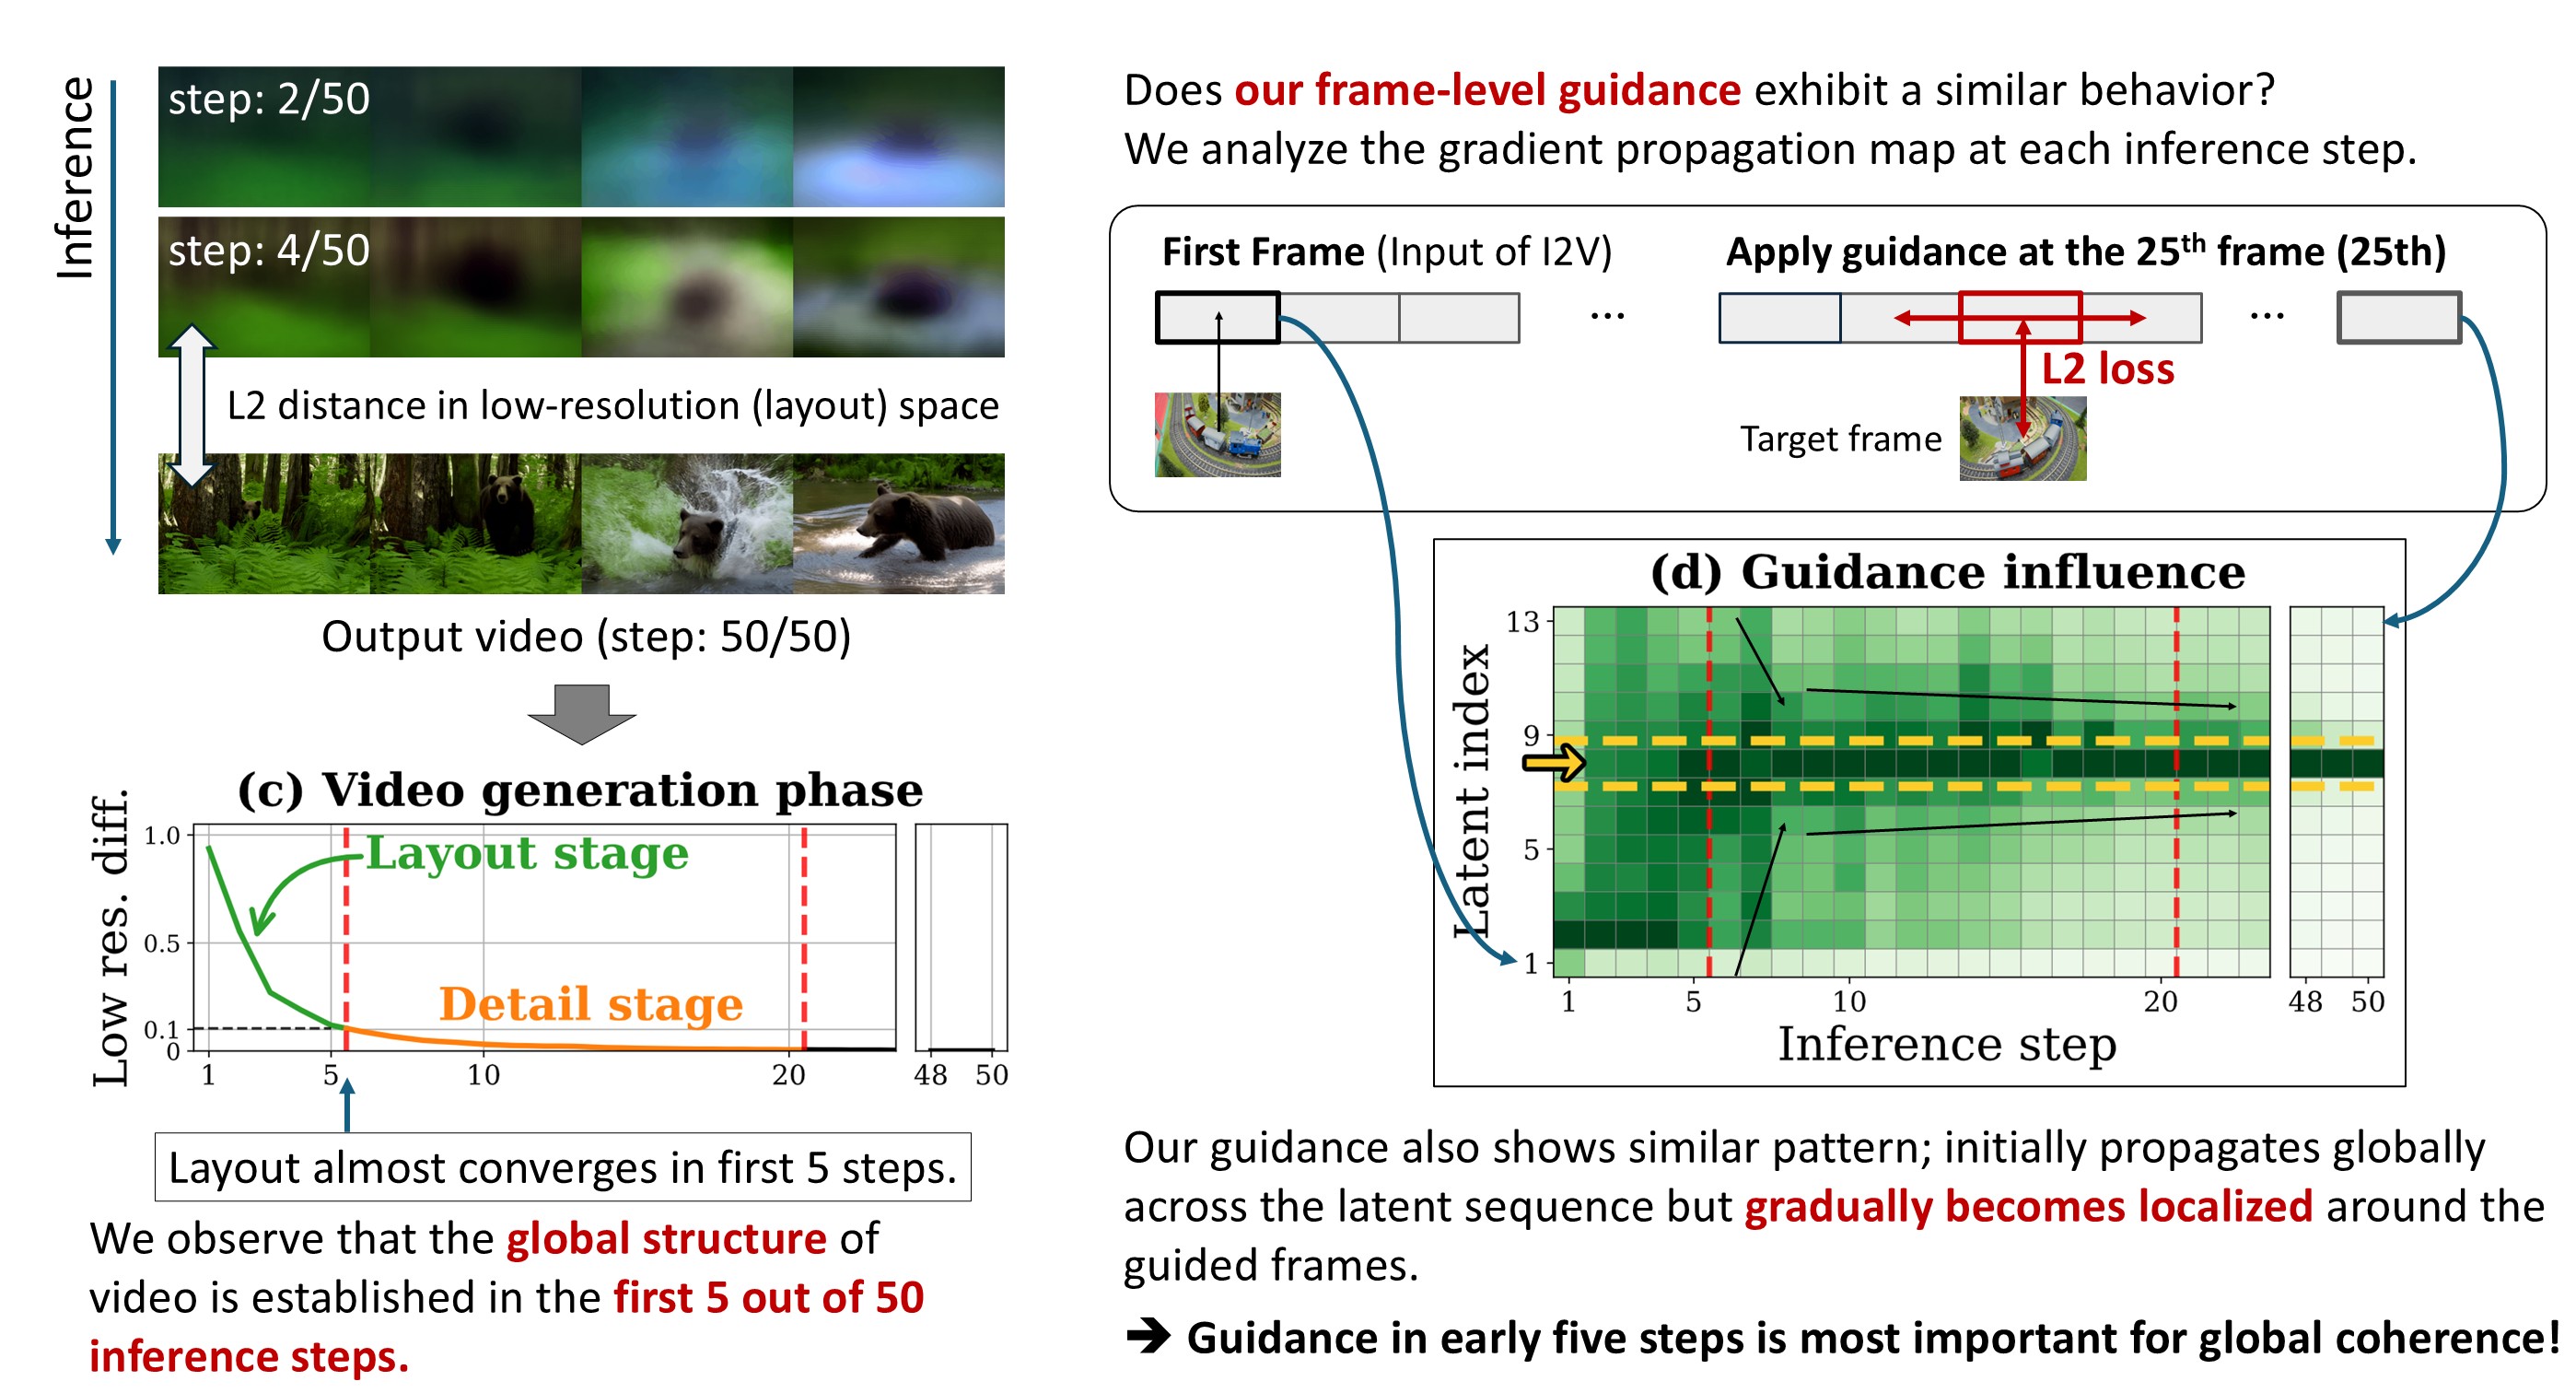 Inference
step: 2/50
step: 4/50
L2 distance in low-resolution (layout) space
Output video (step: 50/50)
(c) Video generation phase
Low res. diff.
1.0
0.5
0.1
0
Layout stage
Detail stage
1 5 10 20 48 50
Layout almost converges in first 5 steps.
We observe that the global structure of
video is established in the first 5 out of 50
inference steps.
Does our frame-level guidance exhibit a similar behavior?
We analyze the gradient propagation map at each inference step.
First Frame (Input of I2V)
Apply guidance at the 25th frame (25th)
...
...
L2 loss
Target frame
(d) Guidance influence
Latent index
13
9
5
1
1 5 10 20 48 50
Inference step
Our guidance also shows similar pattern; initially propagates globally
across the latent sequence but gradually becomes localized around the
guided frames.
➔ Guidance in early five steps is most important for global coherence!